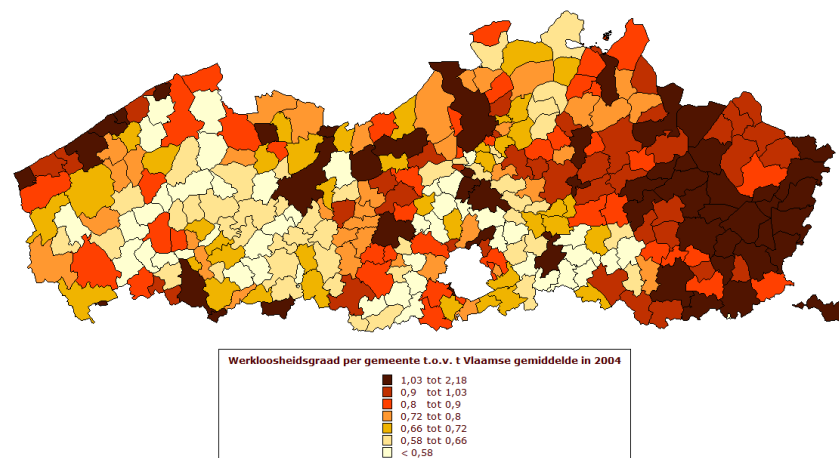 Werkloosheidsgraad per gemeente t.o.v. t Vlaamse gemiddelde in 2004
1,03 tot 2,18
0,9 tot 1,03
0,8 tot 0,9
0,72 tot 0,8
0,66 tot 0,72
0,58 tot 0,66
< 0,58